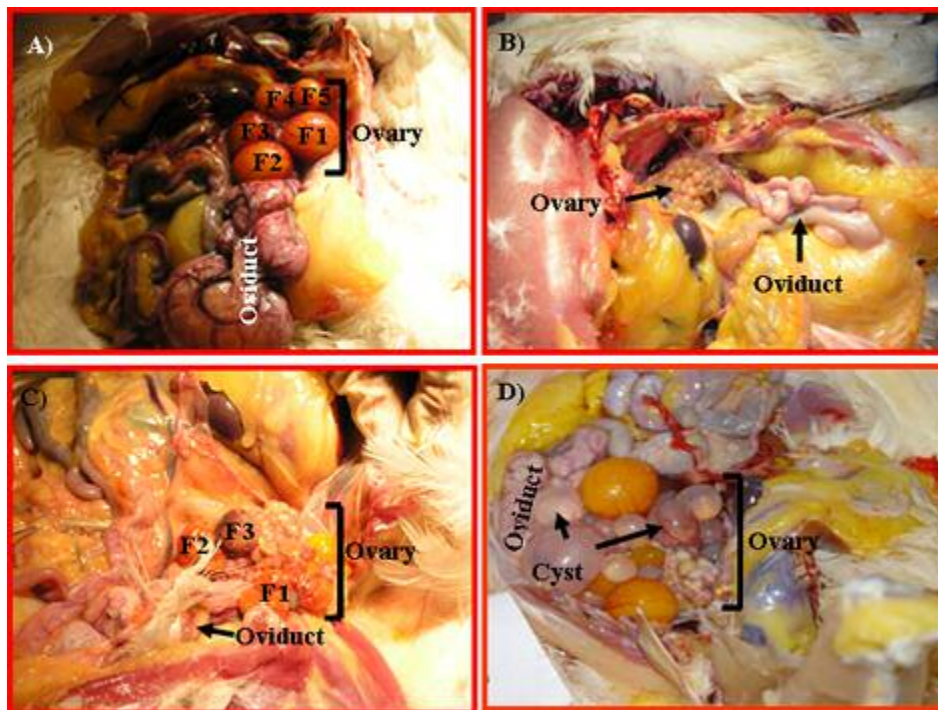 A)
F4 F5
F3 F1
F2
Ovary
Oviduct
B)
Ovary
Oviduct
C)
F3
F2
F1
Ovary
Oviduct
D)
Oviduct
Cyst
Ovary